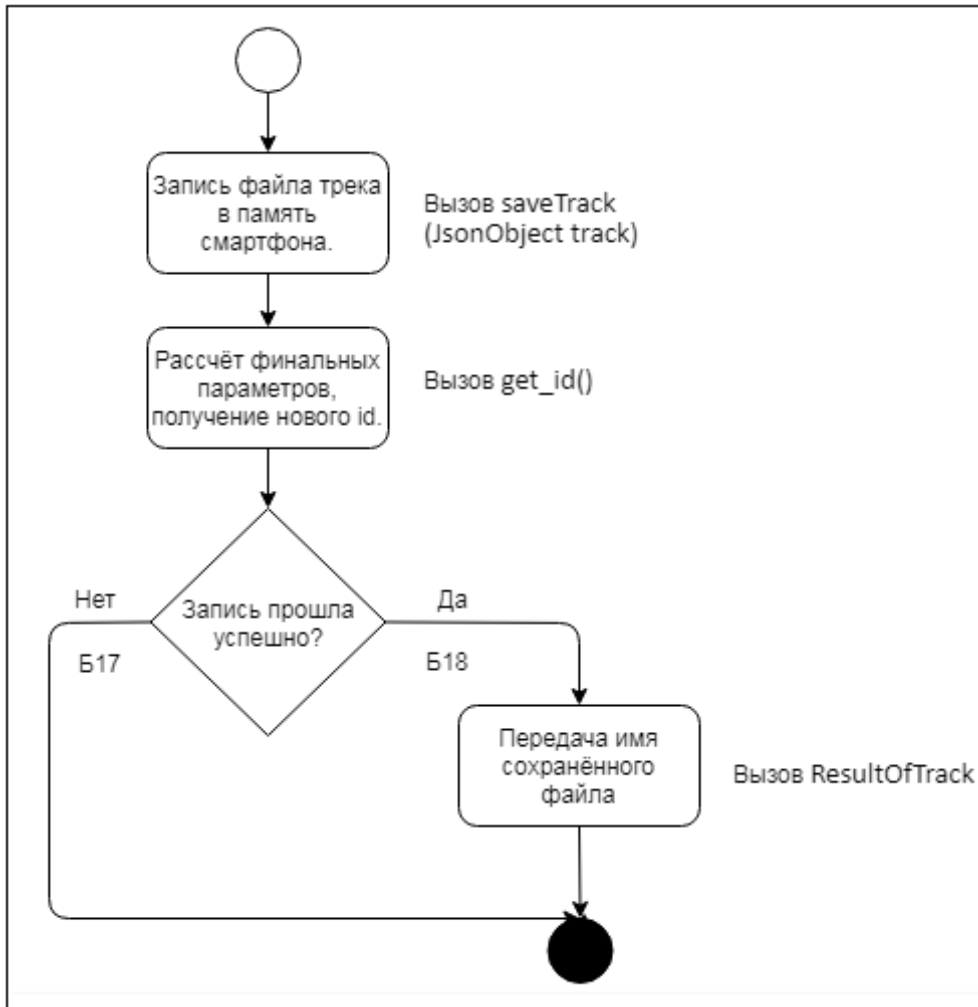 Запись файла трека
в память
смартфона.
Вызов saveTrack
(JsonObject track)
Рассчёт финальных
параметров,
получение нового id.
Вызов get_id()
Нет
Запись прошла
успешно?
Да
Б17
Б18
Передача имя
сохранённого
файла
Вызов ResultOfTrack